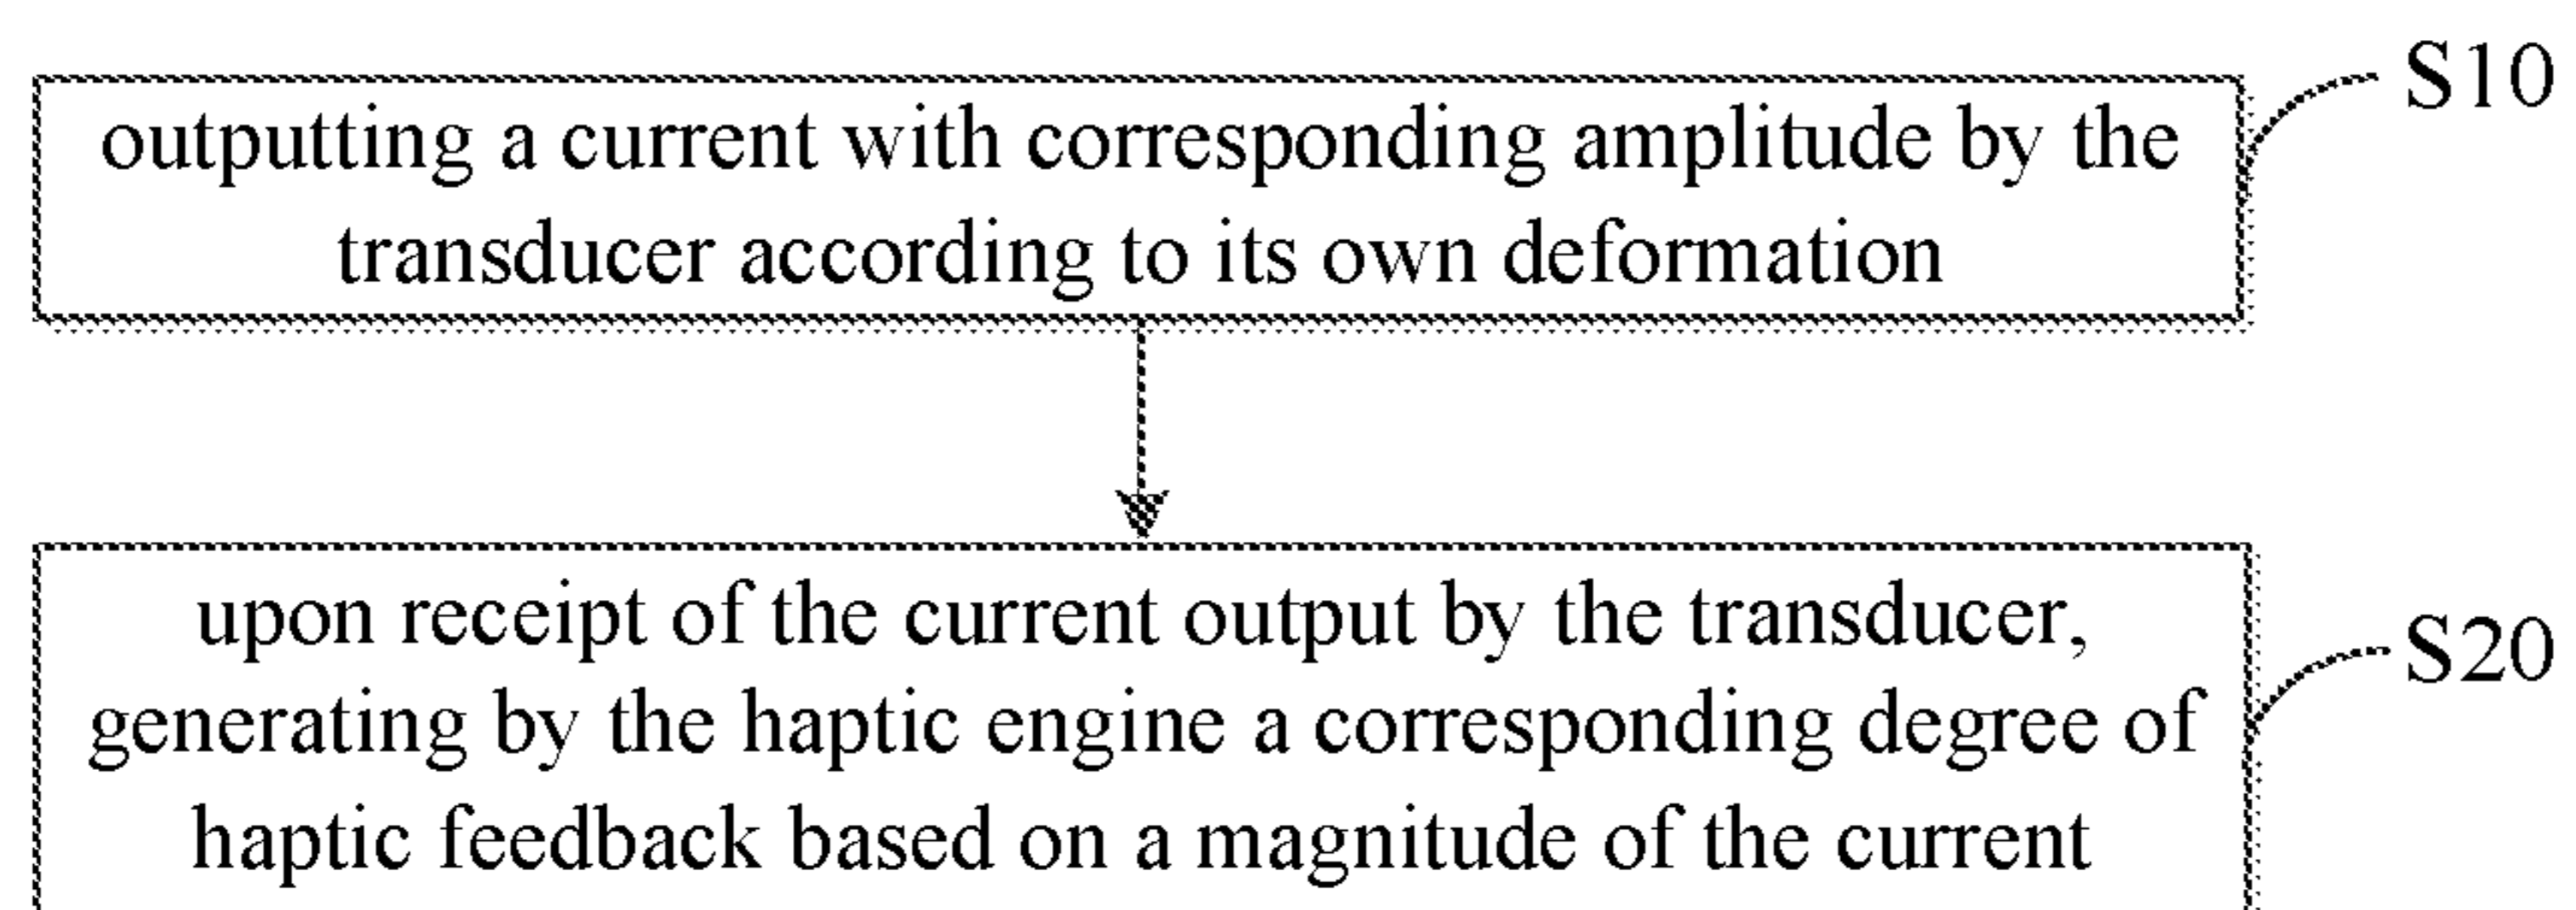 S10
outputting a current with corresponding amplitude by the
transducer according to its own deformation
upon receipt of the current output by the transducer,
S20
generating by the haptic engine a corresponding degree of
haptic feedback based on a magnitude of the current